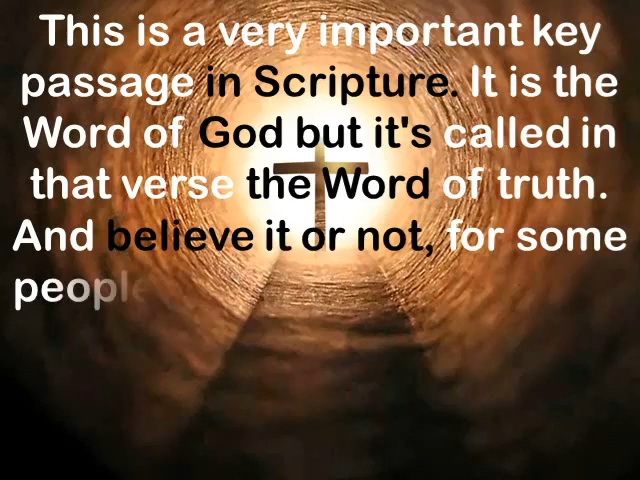 This is a very important key
passage in Scripture. It is the
Word of God but it's called in
that verse the Word of truth.
And believe it or not, for some
people